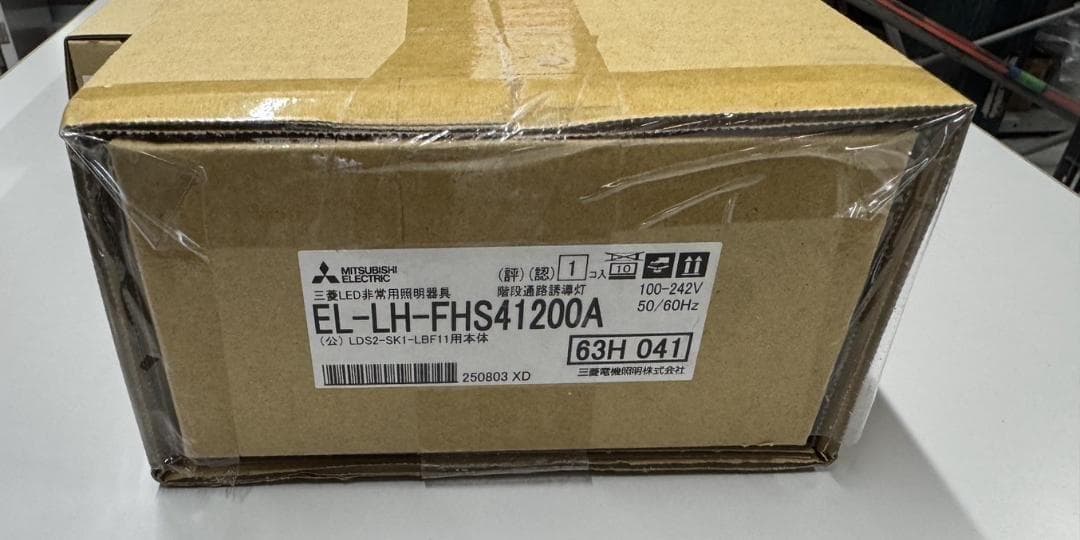 MITSUBISHI
ELECTRIC
(評)(認) 1 コ入 10
三菱LED非常用照明器具 階段通路誘導灯 100-242V
EL-LH-FHS41200A 50/60Hz
(公) LDS2-SK1-LBF11用本体
63H 041
250803 XD 三菱電機照明株式会社